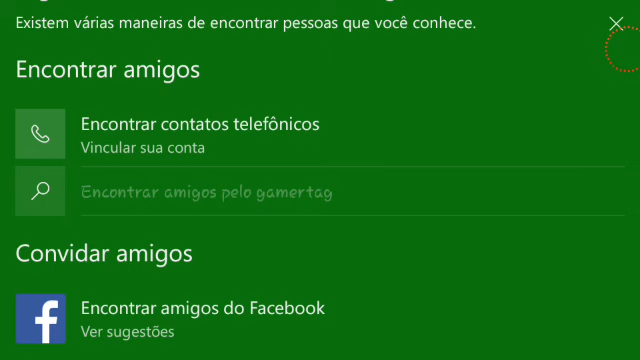 Existem várias maneiras de encontrar pessoas que você conhece.
Encontrar amigos
Encontrar contatos telefônicos
Vincular sua conta
Encontrar amigos pelo gamertag
Convidar amigos
Encontrar amigos do Facebook
Ver sugestões